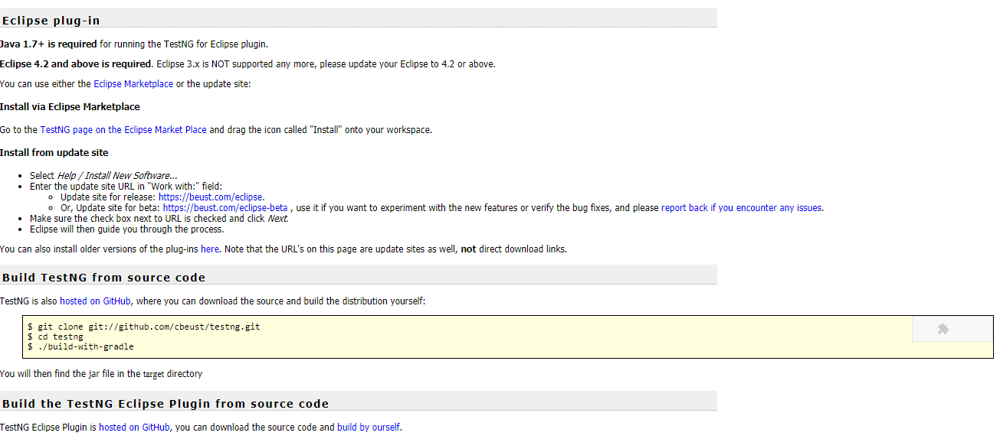 Eclipse plug-in
Java 1.7+ is required for running the TestNG for Eclipse plugin.
Eclipse 4.2 and above is required. Eclipse 3.x is NOT supported any more, please update your Eclipse to 4.2 or above.
You can use either the Eclipse Marketplace or the update site:
Install via Eclipse Marketplace
Go to the TestNG page on the Eclipse Market Place and drag the icon called "Install" onto your workspace.
Install from update site
• Select Help / Install New Software...
• Enter the update site URL in "Work with:" field:
○ Update site for release: https://beust.com/eclipse.
○ Or, Update site for beta: https://beust.com/eclipse-beta , use it if you want to experiment with the new features or verify the bug fixes, and please report back if you encounter any issues.
• Make sure the check box next to URL is checked and click Next.
• Eclipse will then guide you through the process.
You can also install older versions of the plug-ins here. Note that the URL's on this page are update sites as well, not direct download links.
Build TestNG from source code
TestNG is also hosted on GitHub, where you can download the source and build the distribution yourself:
$ git clone git://github.com/cbeust/testng.git
$ cd testng
$ ./build-with-gradle
You will then find the jar file in the target directory
Build the TestNG Eclipse Plugin from source code
TestNG Eclipse Plugin is hosted on GitHub, you can download the source code and build by ourself.